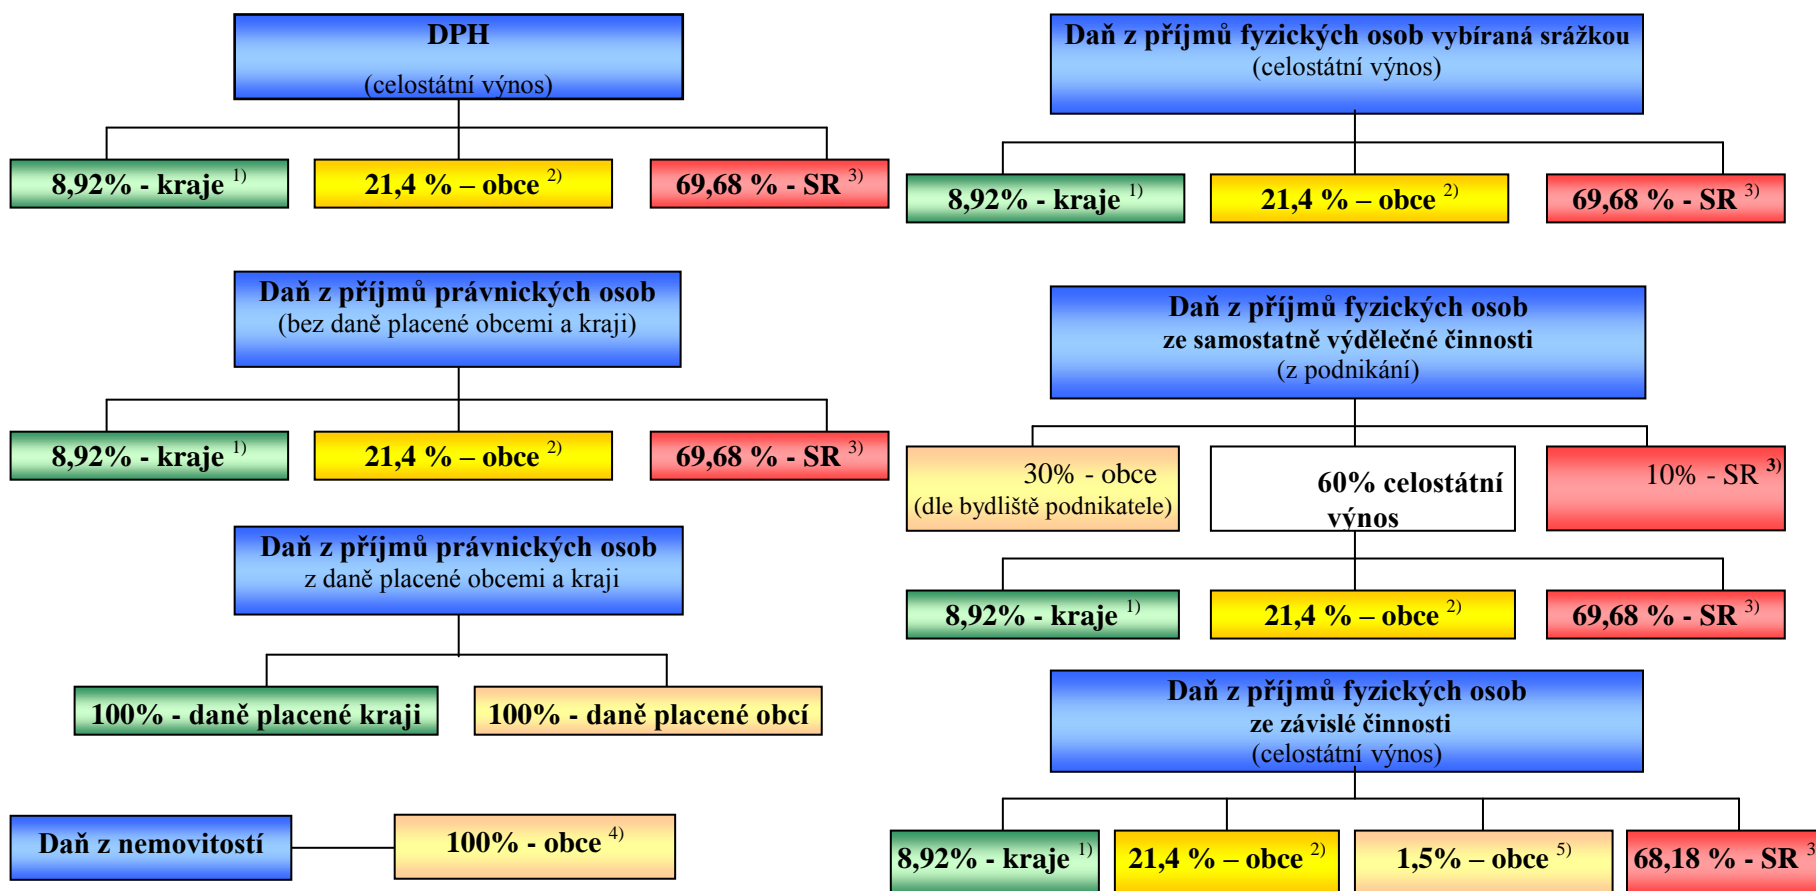 DPH
(celostátní výnos)
8,92% - kraje 1)
21,4 % – obce 2)
69,68 % - SR 3)
Daň z příjmů právnických osob
(bez daně placené obcemi a kraji)
8,92% - kraje 1)
21,4 % – obce 2)
69,68 % - SR 3)
Daň z příjmů právnických osob
z daně placené obcemi a kraji
100% - daně placené kraji
100% - daně placené obcí
Daň z nemovitostí
100% - obce 4)
Daň z příjmů fyzických osob vybíraná srážkou
(celostátní výnos)
8,92% - kraje 1)
21,4 % – obce 2)
69,68 % - SR 3)
Daň z příjmů fyzických osob
ze samostatně výdělečné činnosti
(z podnikání)
30% - obce
(dle bydliště podnikatele)
60% celostátní
výnos
10% - SR 3)
8,92% - kraje 1)
21,4 % – obce 2)
69,68 % - SR 3)
Daň z příjmů fyzických osob
ze závislé činnosti
(celostátní výnos)
8,92% - kraje 1)
21,4 % – obce 2)
1,5% – obce 5)
68,18 % - SR 3